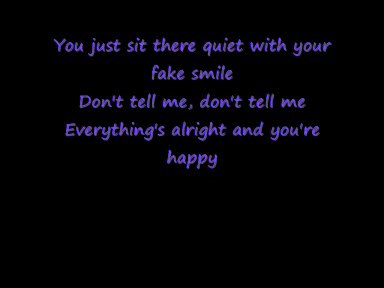 You just sit there quiet with your
fake smile
Don't tell me, don't tell me
Everything's alright and you're
happy